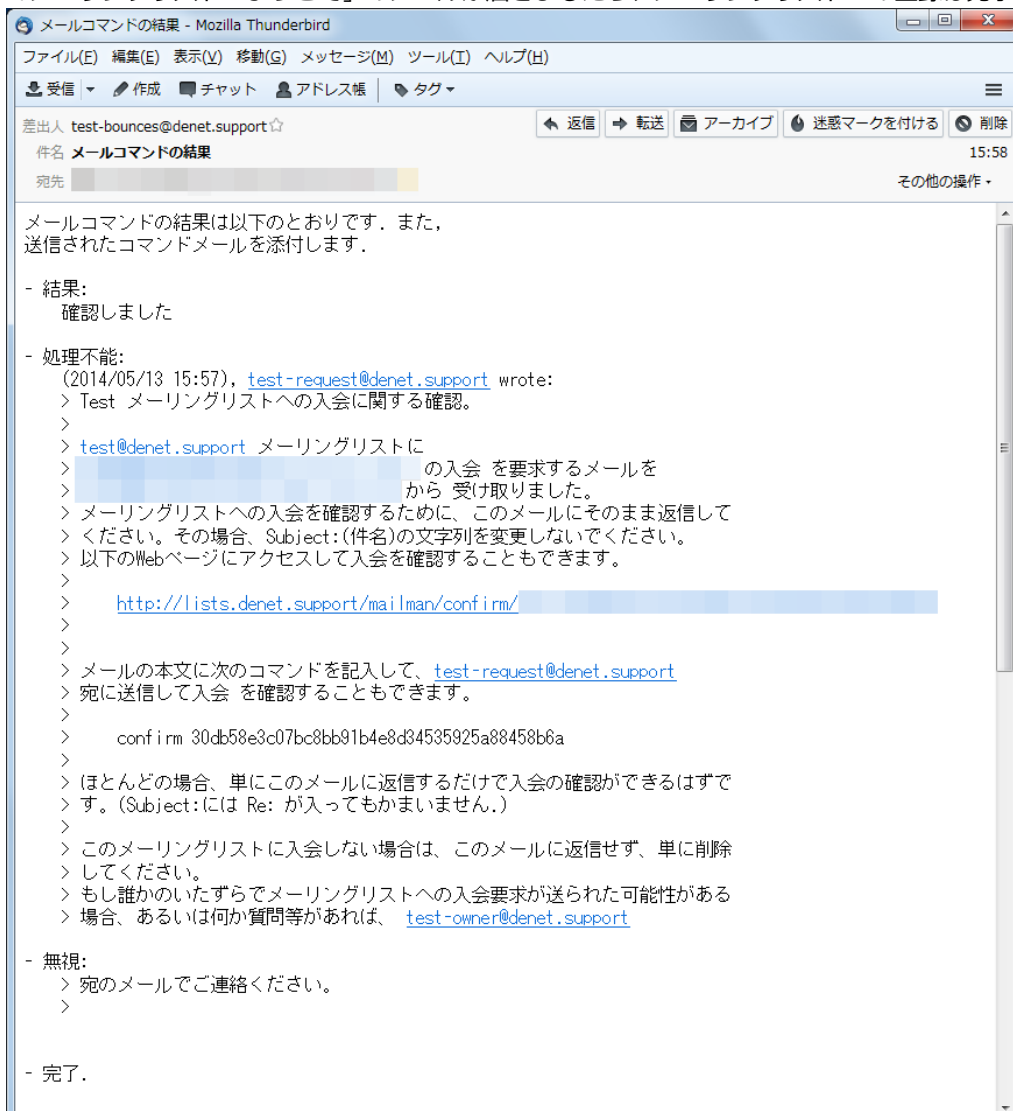 メールコマンドの結果 - Mozilla Thunderbird
ファイル(F) 編集(E) 表示(V) 移動(G) メッセージ(M) ツール(T) ヘルプ(H)
受信 作成 チャット アドレス帳 タグ
差出人 test-bounces@denet.support 返信 転送 アーカイブ 迷惑マークを付ける 削除
件名 メールコマンドの結果 15:58
宛先 その他の操作
メールコマンドの結果は以下のとおりです. また,
送信されたコマンドメールを添付します.
- 結果:
確認しました
- 処理不能:
(2014/05/13 15:57), test-request@denet.support wrote:
> Test メーリングリストへの入会に関する確認。
>
> test@denet.support メーリングリストに
> の入会 を要求するメールを
> から 受け取りました。
> メーリングリストへの入会を確認するために、このメールにそのまま返信して
> ください。その場合、Subject:(件名)の文字列を変更しないでください。
> 以下のWebページにアクセスして入会を確認することもできます。
>
> http://lists.denet.support/mailman/confirm/
>
>
> メールの本文に次のコマンドを記入して、test-request@denet.support
> 宛に送信して入会 を確認することもできます。
>
> confirm 30db58e3c07bc8bb91b4e8d34535925a88458b6a
>
> ほとんどの場合、単にこのメールに返信するだけで入会の確認ができるはずで
> す。(Subject:には Re: が入ってもかまいません.)
>
> このメーリングリストに入会しない場合は、このメールに返信せず、単に削除
> してください。
> もし誰かのいたずらでメーリングリストへの入会要求が送られた可能性がある
> 場合、あるいは何か質問等があれば、 test-owner@denet.support
- 無視:
> 宛のメールでご連絡ください。
>
- 完了.